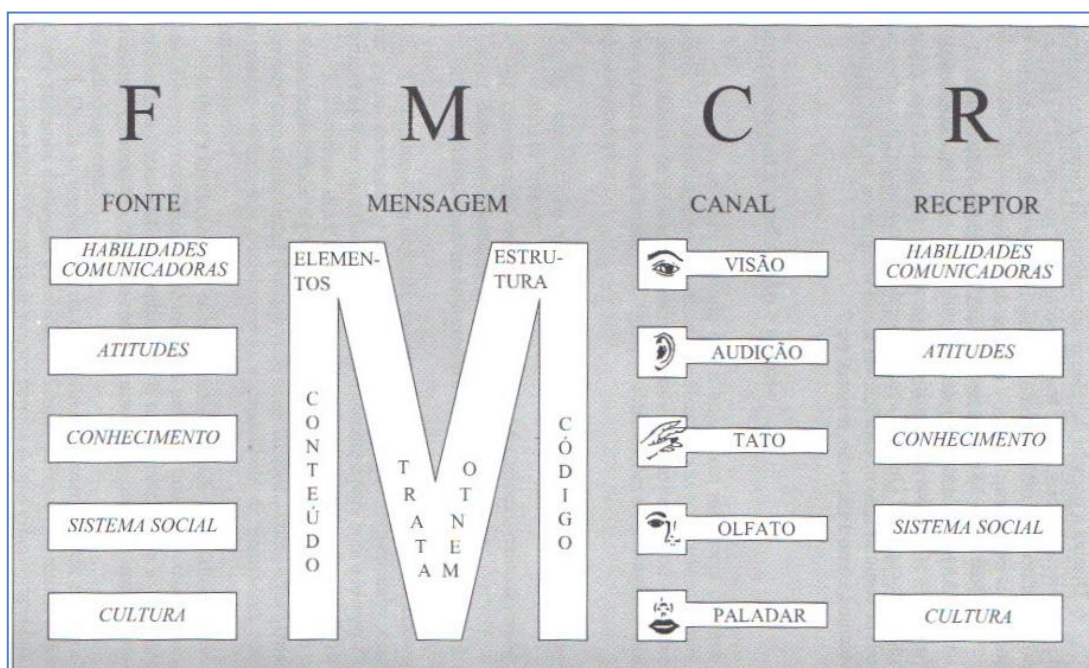 F M C R
FONTE MENSAGEM CANAL RECEPTOR
HABILIDADES
COMUNICADORAS
ATITUDES
CONHECIMENTO
SISTEMA SOCIAL
CULTURA
ELEMEN-
TOS
ESTRU-
TURA
CONTEÚDO
TRATAMENTO
CÓDIGO
VISÃO
AUDIÇÃO
TATO
OLFATO
PALADAR
HABILIDADES
COMUNICADORAS
ATITUDES
CONHECIMENTO
SISTEMA SOCIAL
CULTURA